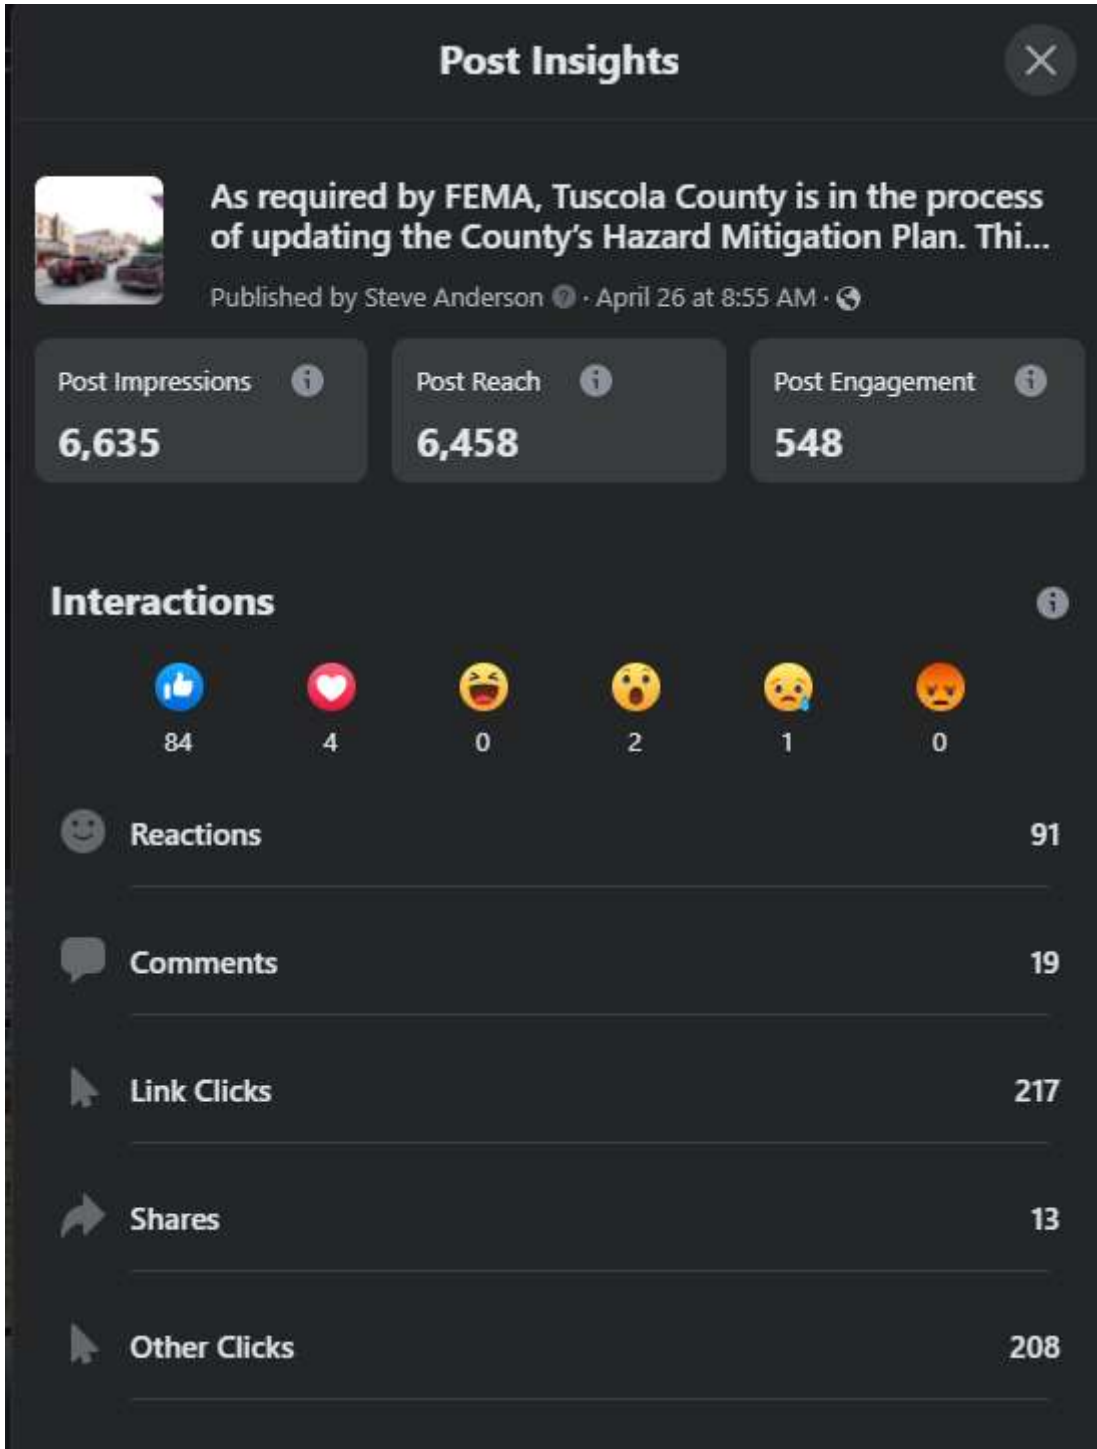 Post Insights
As required by FEMA, Tuscola County is in the process
of updating the County’s Hazard Mitigation Plan. Thi...
Published by Steve Anderson · April 26 at 8:55 AM ·
Post Impressions
Post Reach
Post Engagement
6,635
6,458
548
Interactions
84 4 0 2 1 0
Reactions 91
Comments 19
Link Clicks 217
Shares 13
Other Clicks 208